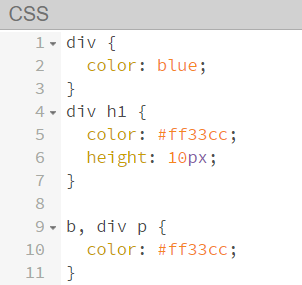 CSS
1 div {
2   color: blue;
3 }
4 div h1 {
5   color: #ff33cc;
6   height: 10px;
7 }
8
9 b, div p {
10   color: #ff33cc;
11 }